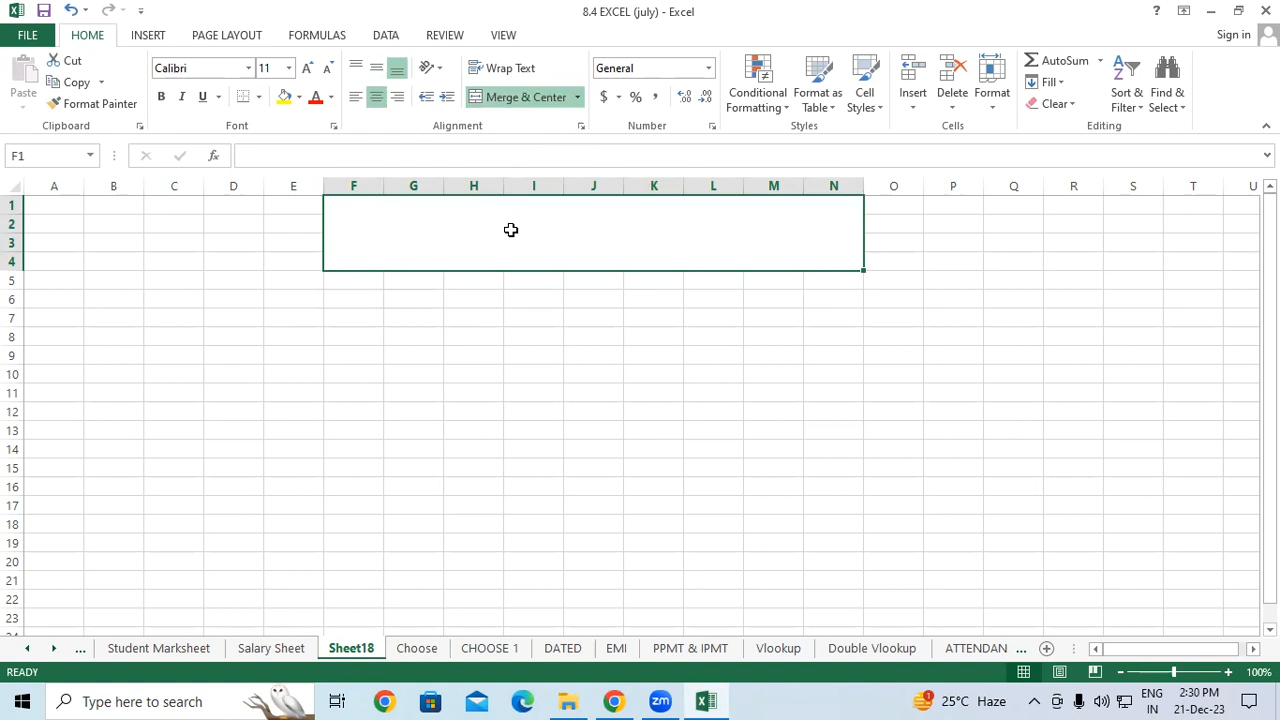 8.4 EXCEL (july) - Excel
FILE HOME INSERT PAGE LAYOUT FORMULAS DATA REVIEW VIEW Sign in
Paste
Cut
Copy
Format Painter
Clipboard
Calibri 11
B I U A
Font
Wrap Text
Merge & Center
Alignment
General
$ % ,
Number
Conditional Formatting
Format as Table
Cell Styles
Styles
Insert
Delete
Format
Cells
AutoSum
Fill
Clear
Sort & Filter
Find & Select
Editing
F1 fx
A B C D E F G H I J K L M N O P Q R S T U
1
2
3
4
5
6
7
8
9
10
11
12
13
14
15
16
17
18
19
20
21
22
23
... Student Marksheet Salary Sheet Sheet18 Choose CHOOSE 1 DATED EMI PPMT & IPMT Vlookup Double Vlookup ATTENDAN ...
READY 100%
Type here to search
zm
1
25°C Haze
ENG
IN
2:30 PM
21-Dec-23